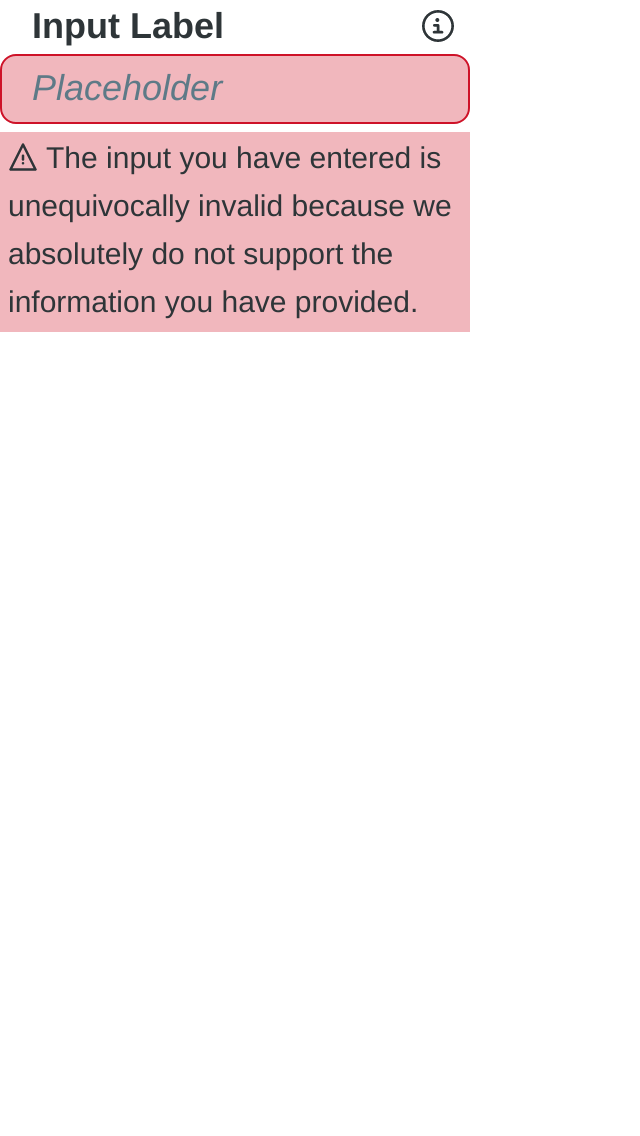 Input Label
Placeholder
The input you have entered is
unequivocally invalid because we
absolutely do not support the
information you have provided.